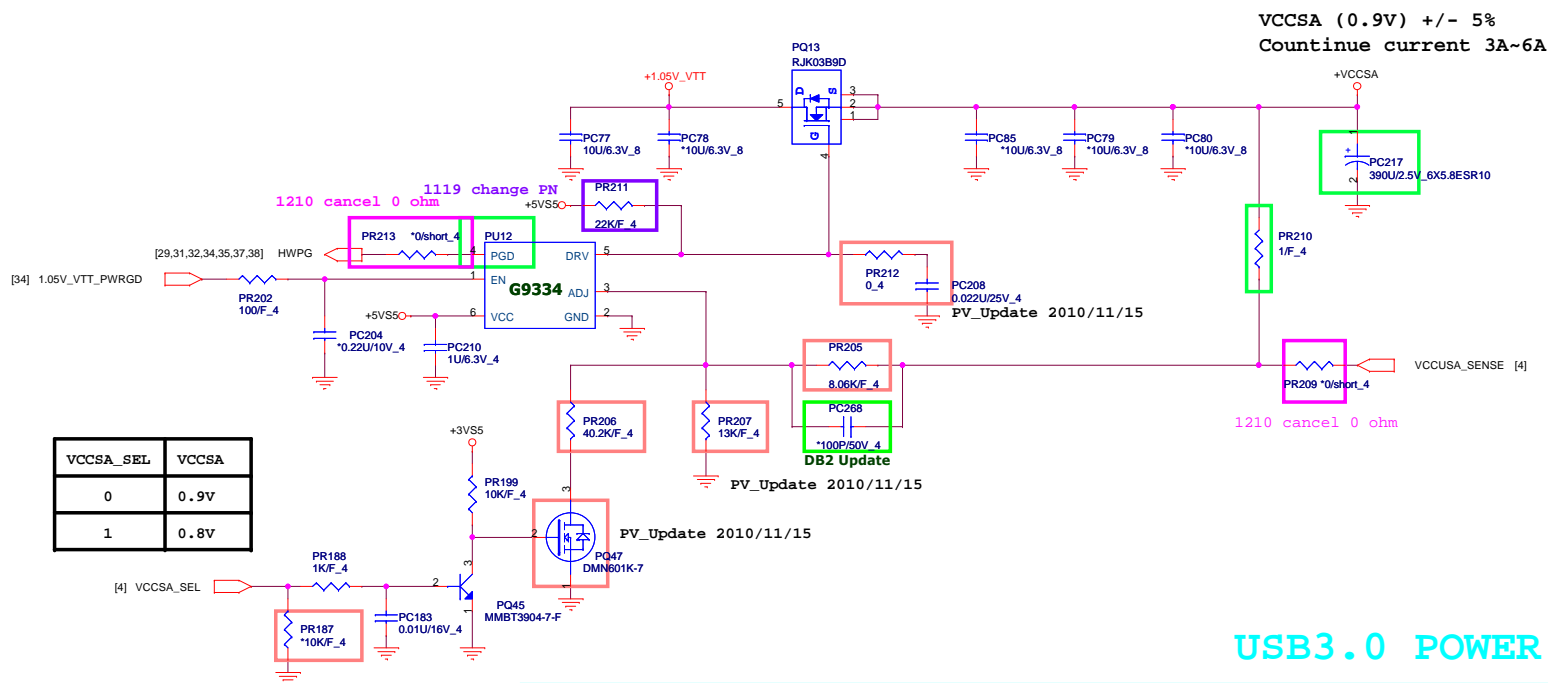 VCCSA (0.9V) +/- 5%
Countinue current 3A~6A
+VCCSA
PQ13
RJK03B9D
+1.05V_VTT
D
S
G
5
3
2
1
4
PC77
10U/6.3V_8
PC78
*10U/6.3V_8
PC85
*10U/6.3V_8
PC79
*10U/6.3V_8
PC80
*10U/6.3V_8
1
+
2
PC217
390U/2.5V_6X5.8ESR10
1119 change PN
PR211
+5VS5
22K/F_4
1210 cancel 0 ohm
PR213
*0/short_4
[29,31,32,34,35,37,38] HWPG
PU12
4
PGD
DRV
5
1
EN
G9334
ADJ
3
6
VCC
GND
2
[34] 1.05V_VTT_PWRGD
PR202
100/F_4
PC204
*0.22U/10V_4
+5VS5
PC210
1U/6.3V_4
PR212
0_4
PC208
0.022U/25V_4
PV_Update 2010/11/15
PR210
1/F_4
PR205
8.06K/F_4
PC268
*100P/50V_4
DB2 Update
PR209 *0/short_4
VCCUSA_SENSE [4]
1210 cancel 0 ohm
PR206
40.2K/F_4
PR207
13K/F_4
PV_Update 2010/11/15
VCCSA_SEL VCCSA
0 0.9V
1 0.8V
+3VS5
PR199
10K/F_4
3
2
1
PQ47
DMN601K-7
PV_Update 2010/11/15
[4] VCCSA_SEL
PR188
1K/F_4
PR187
*10K/F_4
PC183
0.01U/16V_4
2
3
1
PQ45
MMBT3904-7-F
USB3.0 POWER